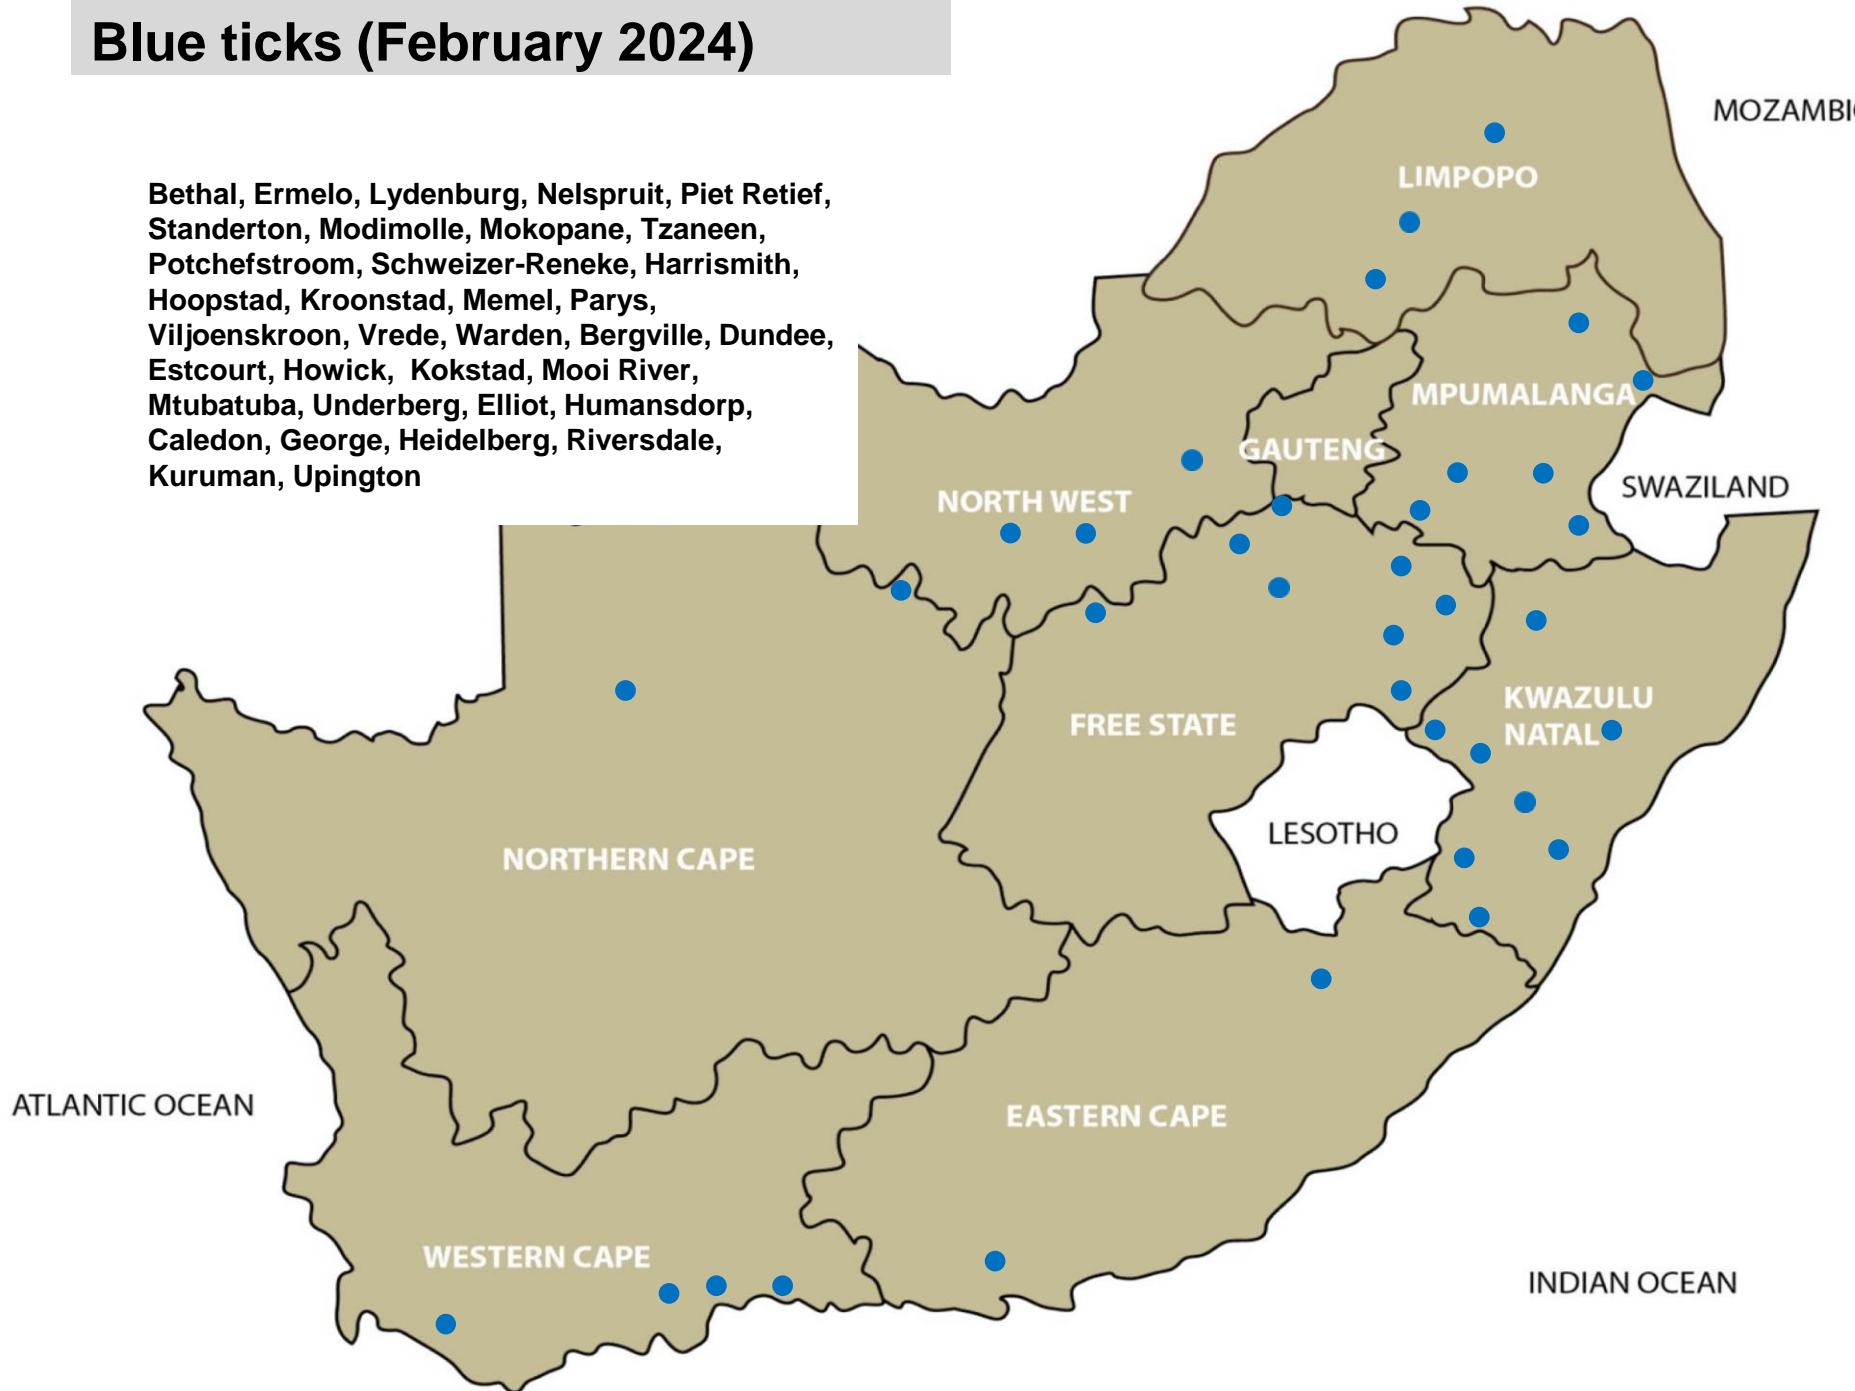 Blue ticks (February 2024)
Bethal, Ermelo, Lydenburg, Nelspruit, Piet Retief,
Standerton, Modimolle, Mokopane, Tzaneen,
Potchefstroom, Schweizer-Reneke, Harrismith,
Hoopstad, Kroonstad, Memel, Parys,
Viljoenskroon, Vrede, Warden, Bergville, Dundee,
Estcourt, Howick,  Kokstad, Mooi River,
Mtubatuba, Underberg, Elliot, Humansdorp,
Caledon, George, Heidelberg, Riversdale,
Kuruman, Upington
MOZAMBI
LIMPOPO
MPUMALANGA
GAUTENG
SWAZILAND
NORTH WEST
KWAZULU
NATAL
FREE STATE
LESOTHO
NORTHERN CAPE
ATLANTIC OCEAN
EASTERN CAPE
WESTERN CAPE
INDIAN OCEAN